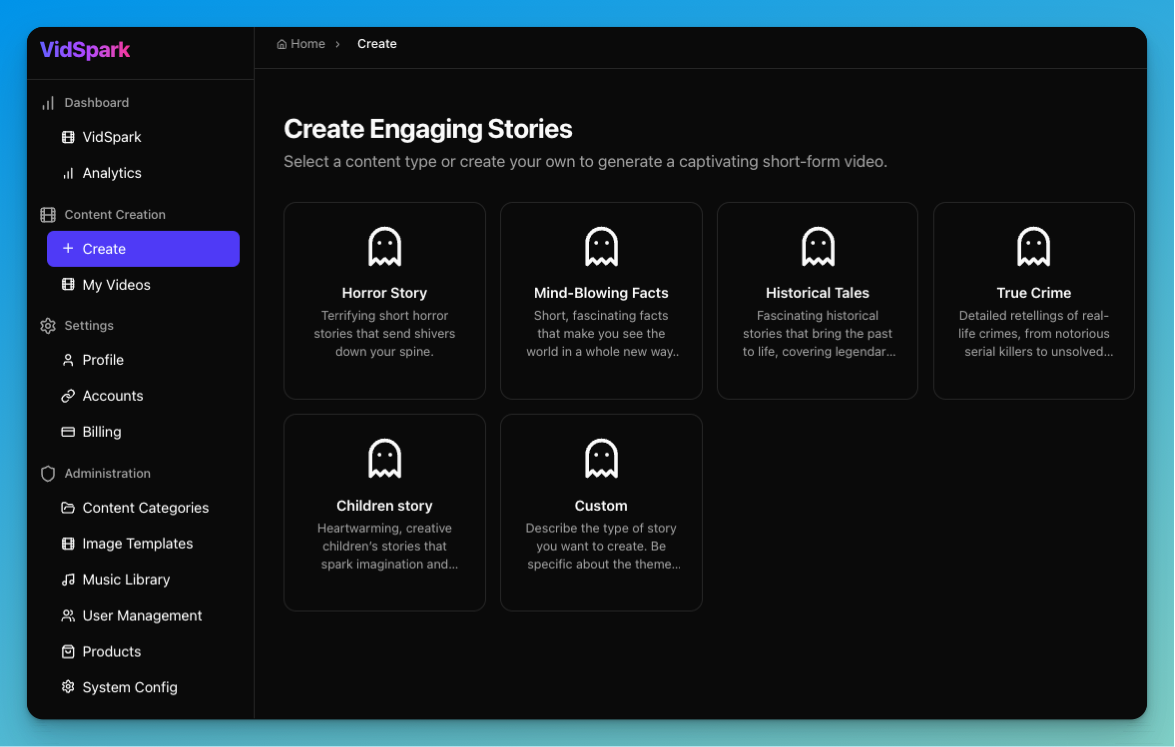 VidSpark
Home
Create
Dashboard
VidSpark
Analytics
Content Creation
Create
My Videos
Settings
Profile
Accounts
Billing
Administration
Content Categories
Image Templates
Music Library
User Management
Products
System Config
Create Engaging Stories
Select a content type or create your own to generate a captivating short-form video.
Horror Story
Terrifying short horror
stories that send shivers
down your spine.
Mind-Blowing Facts
Short, fascinating facts
that make you see the
world in a whole new way..
Historical Tales
Fascinating historical
stories that bring the past
to life, covering legendar...
True Crime
Detailed retellings of real-
life crimes, from notorious
serial killers to unsolved...
Children story
Heartwarming, creative
children's stories that
spark imagination and...
Custom
Describe the type of story
you want to create. Be
specific about the theme...